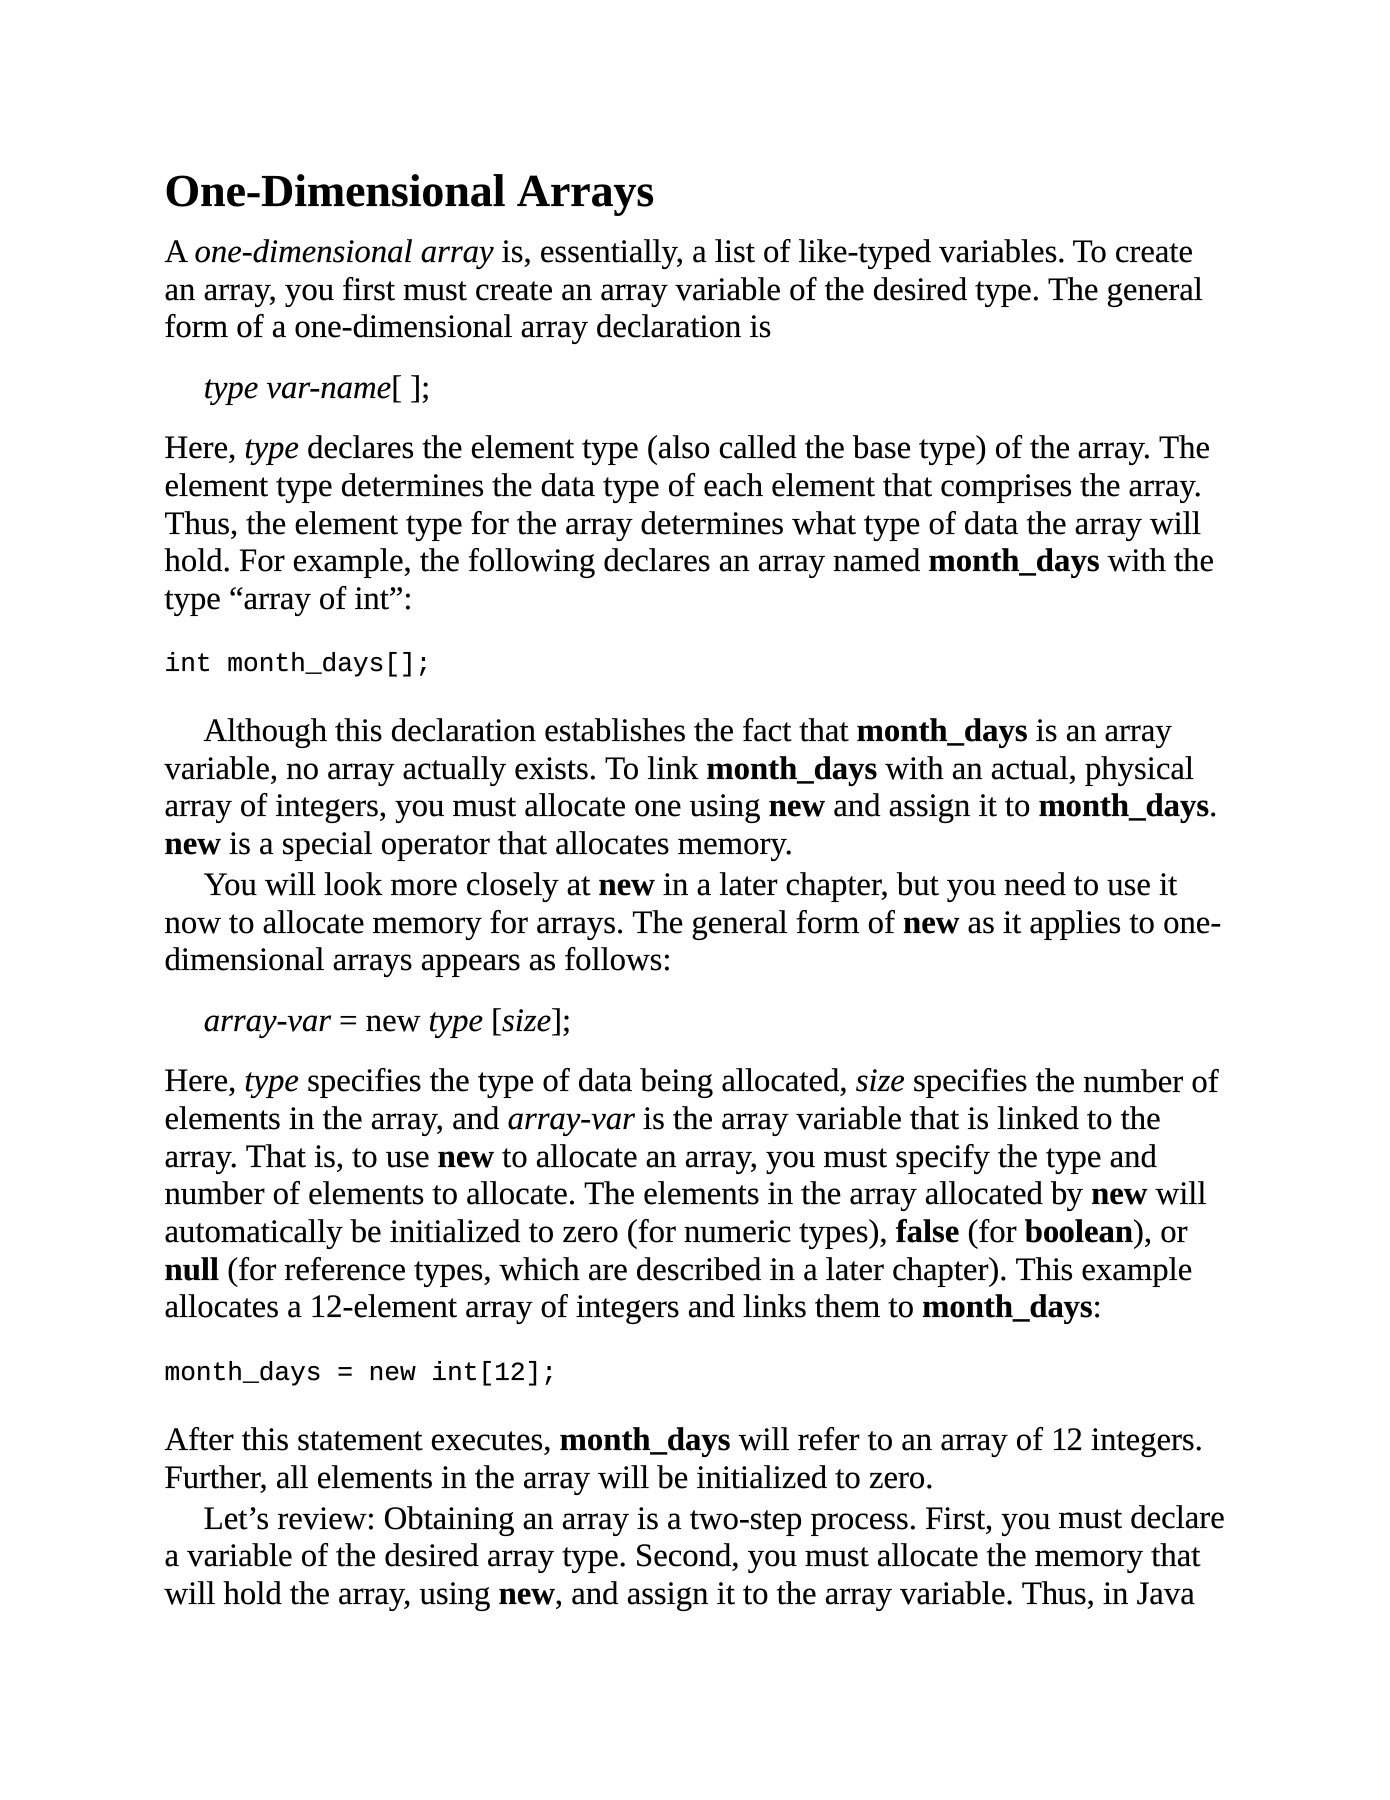 One-Dimensional Arrays
A one-dimensional array is, essentially, a list of like-typed variables. To create
an array, you first must create an array variable of the desired type. The general
form of a one-dimensional array declaration is
type var-name[ ];
Here, type declares the element type (also called the base type) of the array. The
element type determines the data type of each element that comprises the array.
Thus, the element type for the array determines what type of data the array will
hold. For example, the following declares an array named month_days with the
type “array of int”:
int month_days[];
Although this declaration establishes the fact that month_days is an array
variable, no array actually exists. To link month_days with an actual, physical
array of integers, you must allocate one using new and assign it to month_days.
new is a special operator that allocates memory.
You will look more closely at new in a later chapter, but you need to use it
now to allocate memory for arrays. The general form of new as it applies to one-
dimensional arrays appears as follows:
array-var = new type [size];
Here, type specifies the type of data being allocated, size specifies the number of
elements in the array, and array-var is the array variable that is linked to the
array. That is, to use new to allocate an array, you must specify the type and
number of elements to allocate. The elements in the array allocated by new will
automatically be initialized to zero (for numeric types), false (for boolean), or
null (for reference types, which are described in a later chapter). This example
allocates a 12-element array of integers and links them to month_days:
month_days = new int[12];
After this statement executes, month_days will refer to an array of 12 integers.
Further, all elements in the array will be initialized to zero.
Let’s review: Obtaining an array is a two-step process. First, you must declare
a variable of the desired array type. Second, you must allocate the memory that
will hold the array, using new, and assign it to the array variable. Thus, in Java